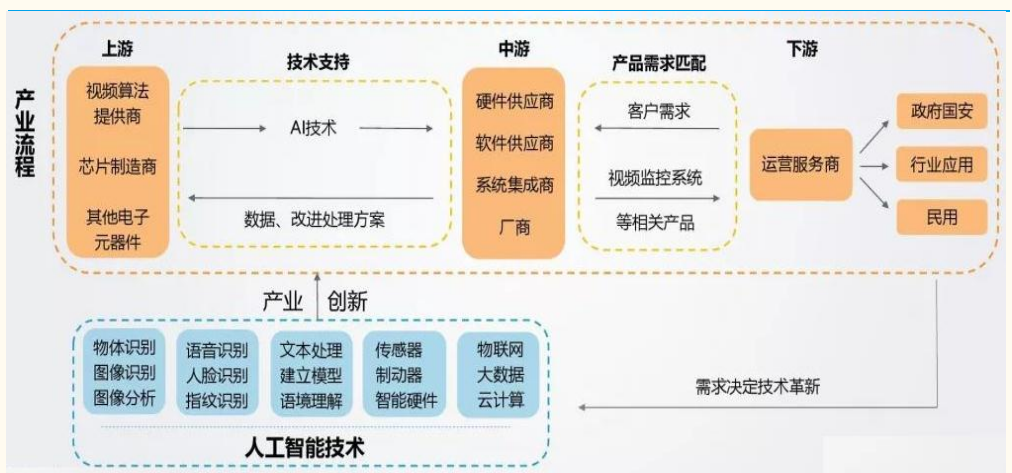 产业流程
上游
视频算法
提供商
芯片制造商
其他电子
元器件
技术支持
AI技术
数据、改进处理方案
中游
硬件供应商
软件供应商
系统集成商
厂商
产品需求匹配
客户需求
视频监控系统
等相关产品
下游
运营服务商
政府国安
行业应用
民用
产业 创新
物体识别
图像识别
图像分析
语音识别
人脸识别
指纹识别
文本处理
建立模型
语境理解
传感器
制动器
智能硬件
物联网
大数据
云计算
人工智能技术
需求决定技术革新